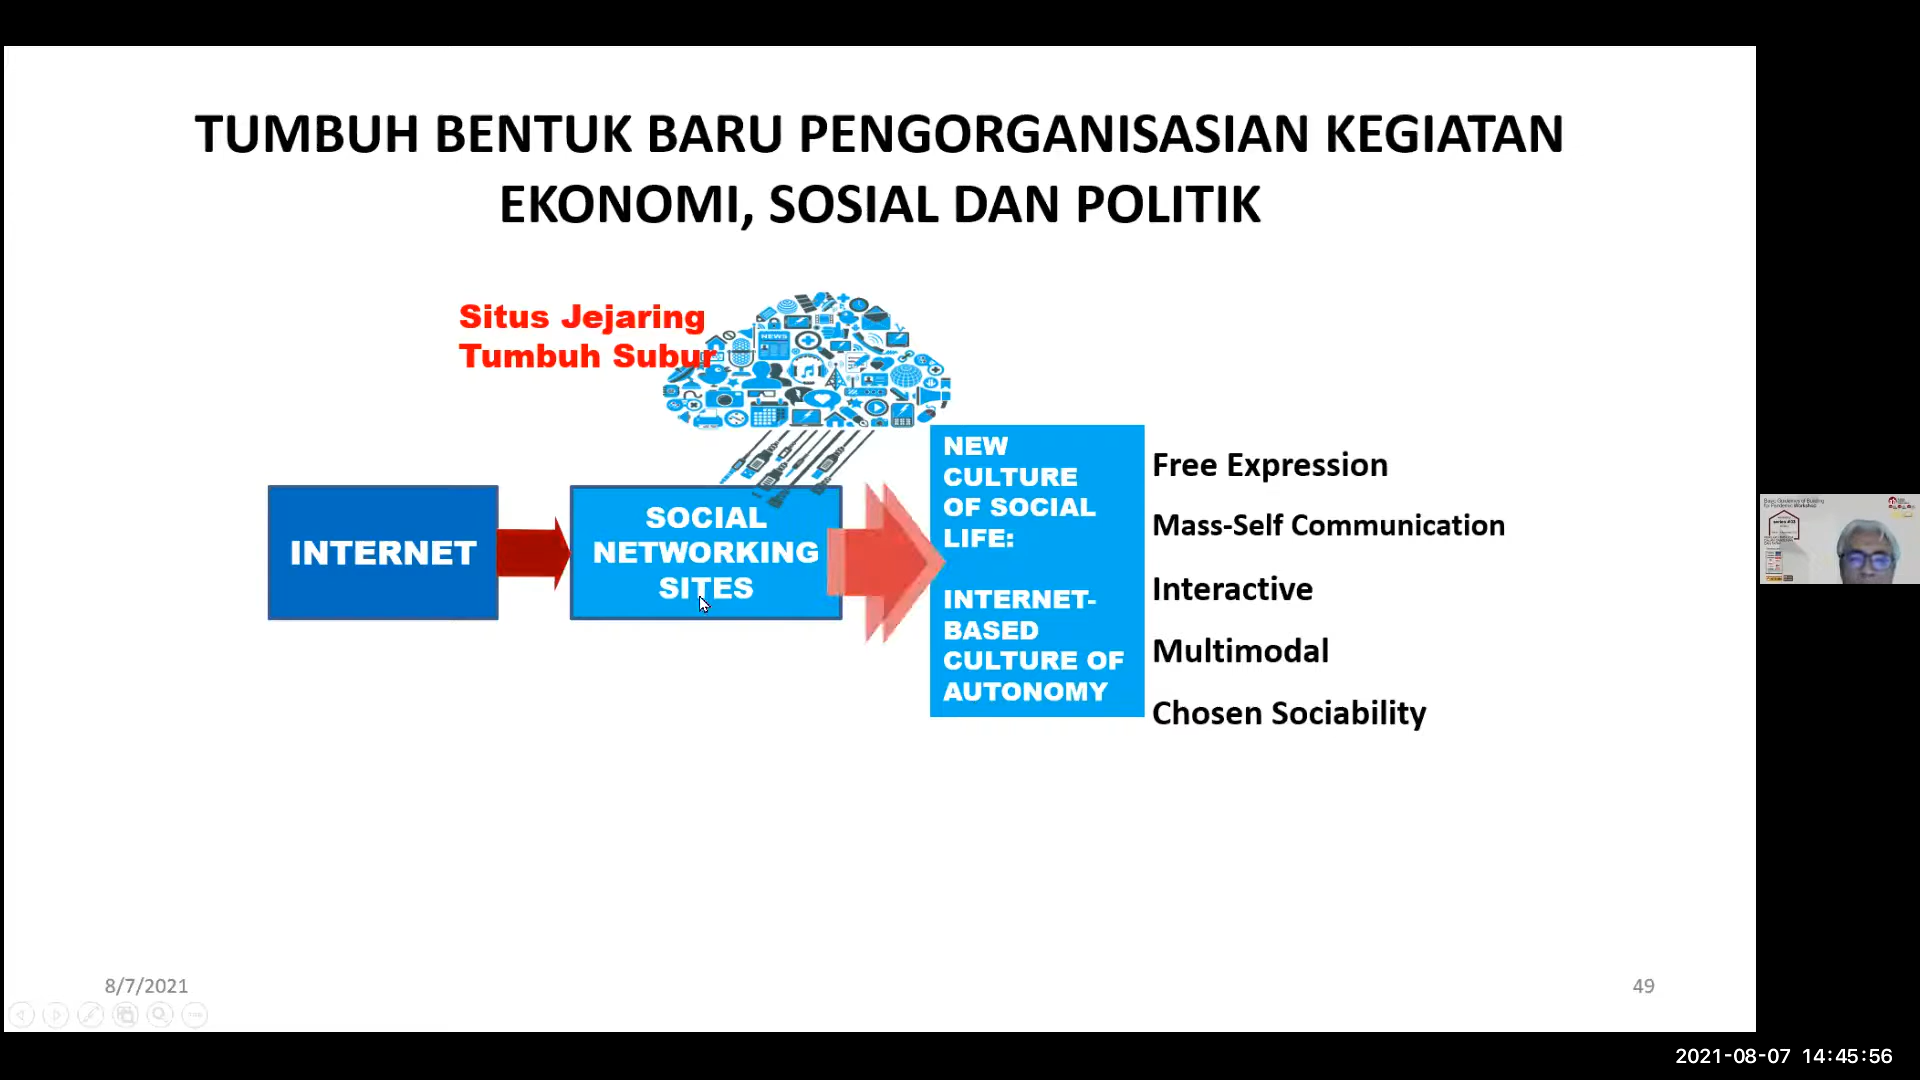 TUMBUH BENTUK BARU PENGORGANISASIAN KEGIATAN
EKONOMI, SOSIAL DAN POLITIK
Situs Jejaring
Tumbuh Subur
NEWS
INTERNET
SOCIAL
NETWORKING
SITES
NEW
CULTURE
OF SOCIAL
LIFE:
INTERNET-
BASED
CULTURE OF
AUTONOMY
Free Expression
Mass-Self Communication
Interactive
Multimodal
Chosen Sociability
8/7/2021
49
2021-08-07 14:45:56